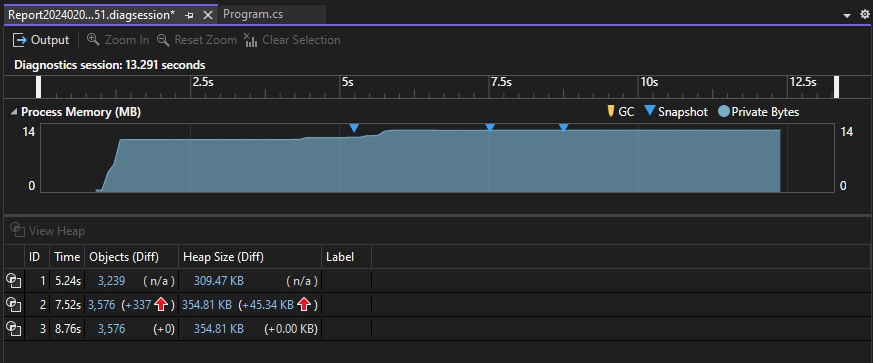 Report2024020...51.diagsession* Program.cs
Output Zoom In Reset Zoom Clear Selection
Diagnostics session: 13.291 seconds
2.5s 5s 7.5s 10s 12.5s
Process Memory (MB) GC Snapshot Private Bytes
14 14
0 0
View Heap
ID Time Objects (Diff) Heap Size (Diff) Label
1 5.24s 3,239 (n/a) 309.47 KB (n/a)
2 7.52s 3,576 (+337) 354.81 KB (+45.34 KB)
3 8.76s 3,576 (+0) 354.81 KB (+0.00 KB)